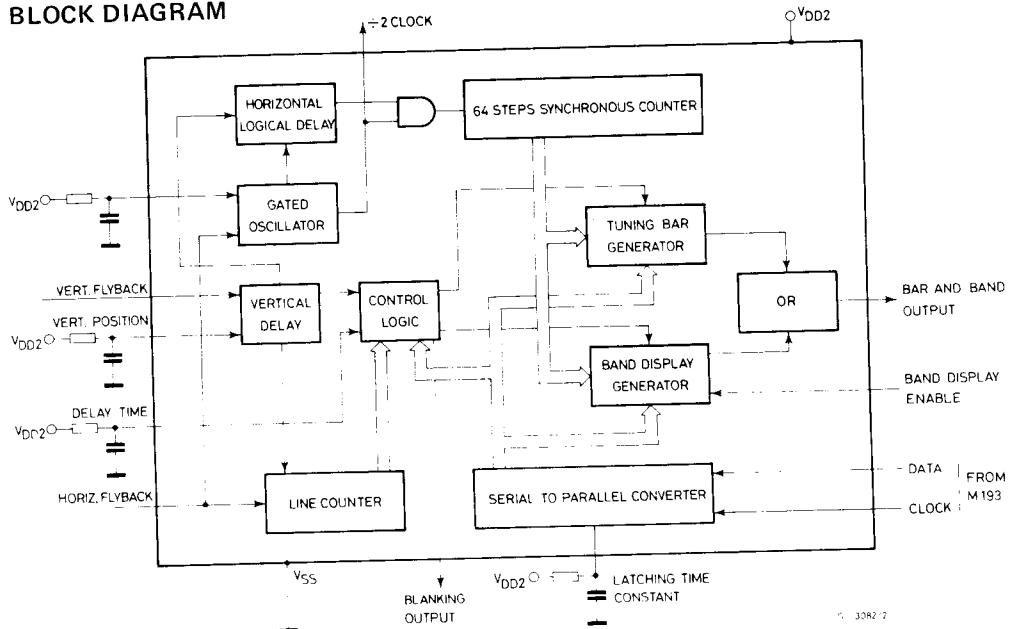 BLOCK DIAGRAM
÷2 CLOCK
VDD2
HORIZONTAL
LOGICAL DELAY
64 STEPS SYNCHRONOUS COUNTER
VDD2
GATED
OSCILLATOR
TUNING BAR
GENERATOR
VERT. FLYBACK
VERTICAL
DELAY
CONTROL
LOGIC
OR
BAR AND BAND
OUTPUT
VERT. POSITION
VDD2
BAND DISPLAY
GENERATOR
BAND DISPLAY
ENABLE
DELAY TIME
VDD2
HORIZ. FLYBACK
LINE COUNTER
SERIAL TO PARALLEL CONVERTER
DATA
CLOCK
FROM
M193
VSS
BLANKING
OUTPUT
VDD2
LATCHING TIME
CONSTANT